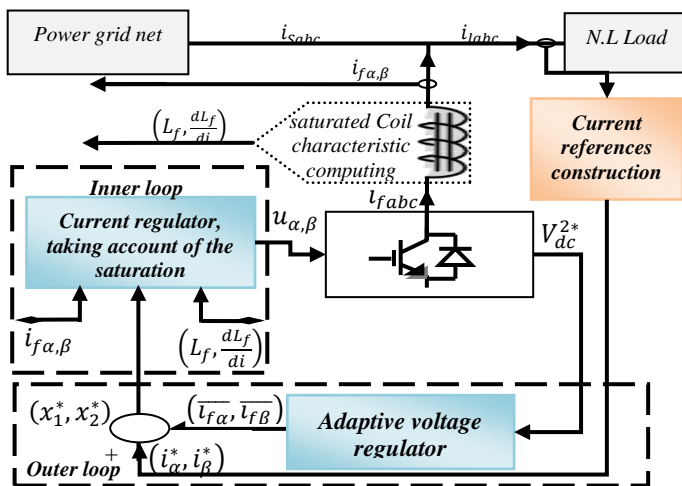 Power grid net
i_{Sabc}
i_{labc}
N.L Load
i_{fα,β}
(L_f, \frac{dL_f}{di})
saturated Coil
characteristic
computing
Current
references
construction
Inner loop
Current regulator,
taking account of the
saturation
u_{α,β}
i_{fabc}
V_{dc}^{2*}
i_{fα,β}
(L_f, \frac{dL_f}{di})
(x_1^*, x_2^*)
(\overline{i_{fα}}, \overline{i_{fβ}})
Adaptive voltage
regulator
Outer loop
+
(i_α^*, i_β^*)